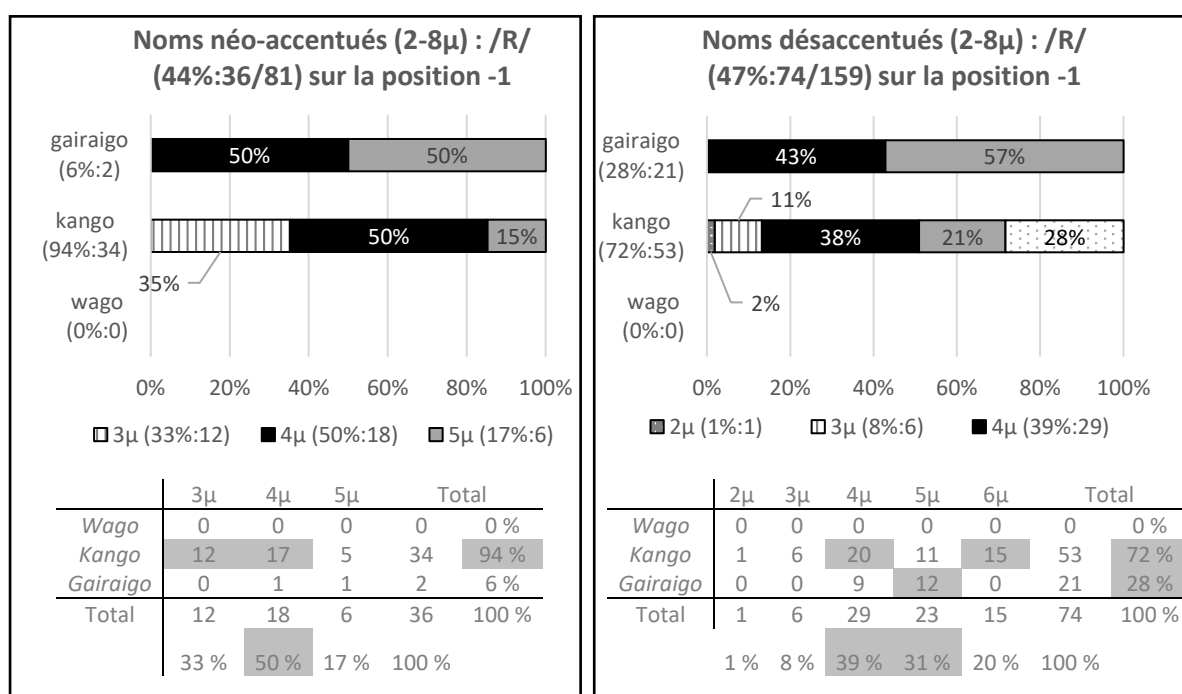 Noms néo-accentués (2-8µ) : /R/
(44%:36/81) sur la position -1
gairaigo
(6%:2)
50%
50%
kango
(94%:34)
50%
15%
35%
wago
(0%:0)
0%
20%
40%
60%
80%
100%
3µ (33%:12)
4µ (50%:18)
5µ (17%:6)
3µ 4µ 5µ Total
Wago 0 0 0 0 0 %
Kango 12 17 5 34 94 %
Gairaigo 0 1 1 2 6 %
Total 12 18 6 36 100 %
33 % 50 % 17 % 100 %
Noms désaccentués (2-8µ) : /R/
(47%:74/159) sur la position -1
gairaigo
(28%:21)
43%
57%
11%
kango
(72%:53)
38%
21%
28%
2%
wago
(0%:0)
0%
20%
40%
60%
80%
100%
2µ (1%:1)
3µ (8%:6)
4µ (39%:29)
2µ 3µ 4µ 5µ 6µ Total
Wago 0 0 0 0 0 0 0 %
Kango 1 6 20 11 15 53 72 %
Gairaigo 0 0 9 12 0 21 28 %
Total 1 6 29 23 15 74 100 %
1 % 8 % 39 % 31 % 20 % 100 %